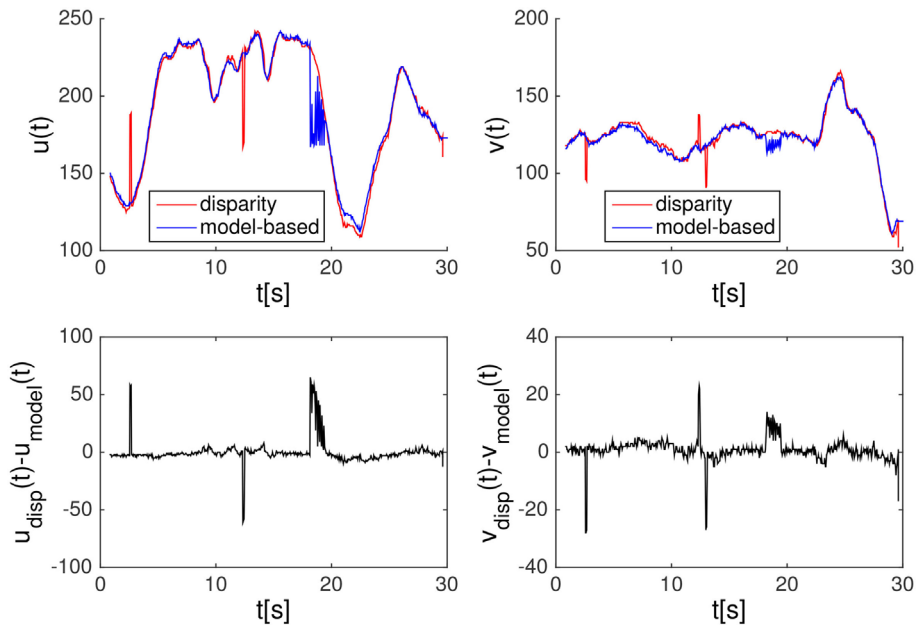 250
200
150
100
u(t)
disparity
model-based
0
10
20
30
t[s]
200
150
100
50
v(t)
disparity
model-based
0
10
20
30
t[s]
100
50
0
-50
-100
u_disp(t)-u_model(t)
0
10
20
30
t[s]
40
20
0
-20
-40
v_disp(t)-v_model(t)
0
10
20
30
t[s]